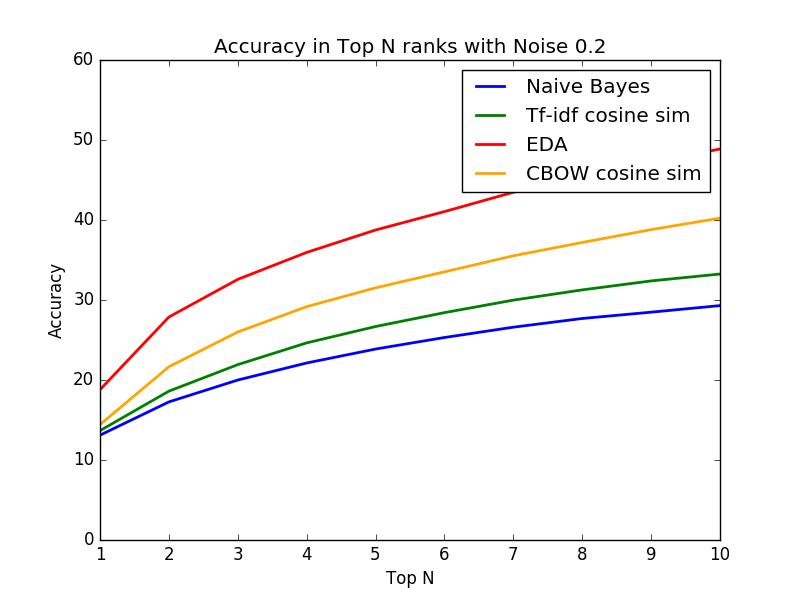 Accuracy in Top N ranks with Noise 0.2
60
50
40
30
20
10
0
Accuracy
Naive Bayes
Tf-idf cosine sim
EDA
CBOW cosine sim
1 2 3 4 5 6 7 8 9 10
Top N